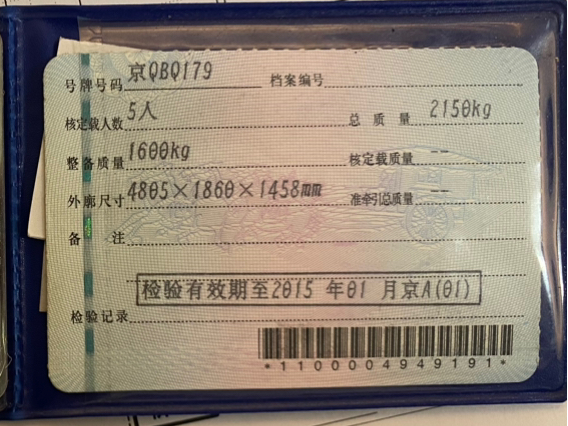 号牌号码 京QBQ179 档案编号
核定载人数 5人 总质量 2150kg
整备质量 1600kg 核定载质量 --
外廓尺寸 4805×1860×1458mm 准牵引总质量 --
备注
检验有效期至2015 年01 月京A(01)
检验记录
*1100004949191*